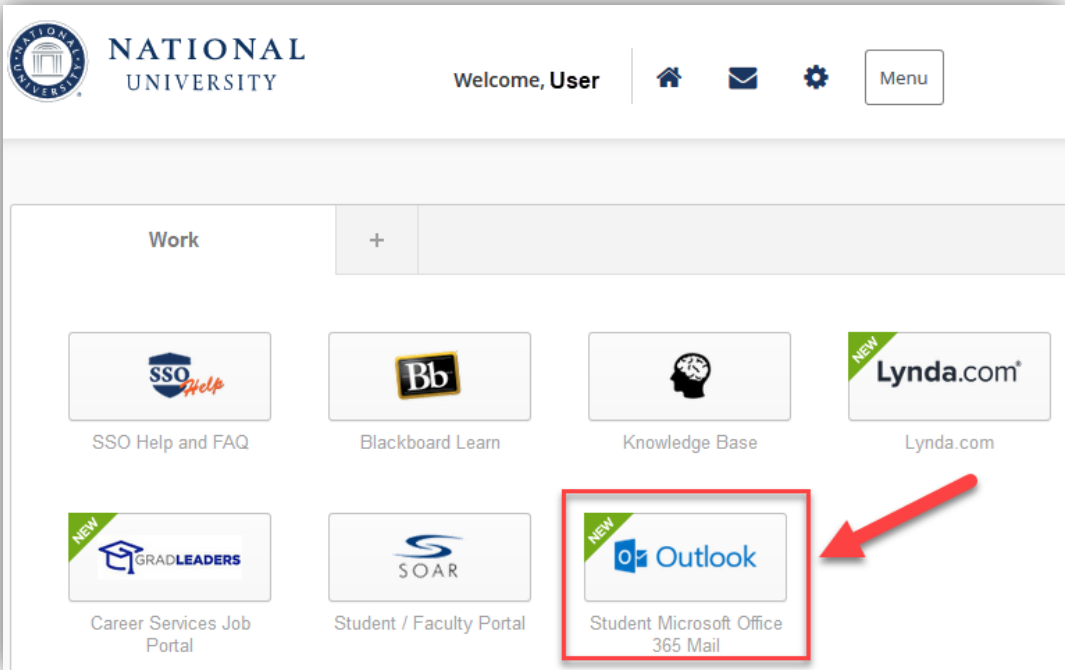 NATIONAL
UNIVERSITY
NATIONAL
UNIVERSITY
Welcome, User
Menu
Work
+
SSO
Help
Bb
NEW
Lynda.com
SSO Help and FAQ
Blackboard Learn
Knowledge Base
Lynda.com
NEW
GRADLEADERS
SOAR
NEW
Outlook
Career Services Job
Portal
Student / Faculty Portal
Student Microsoft Office
365 Mail